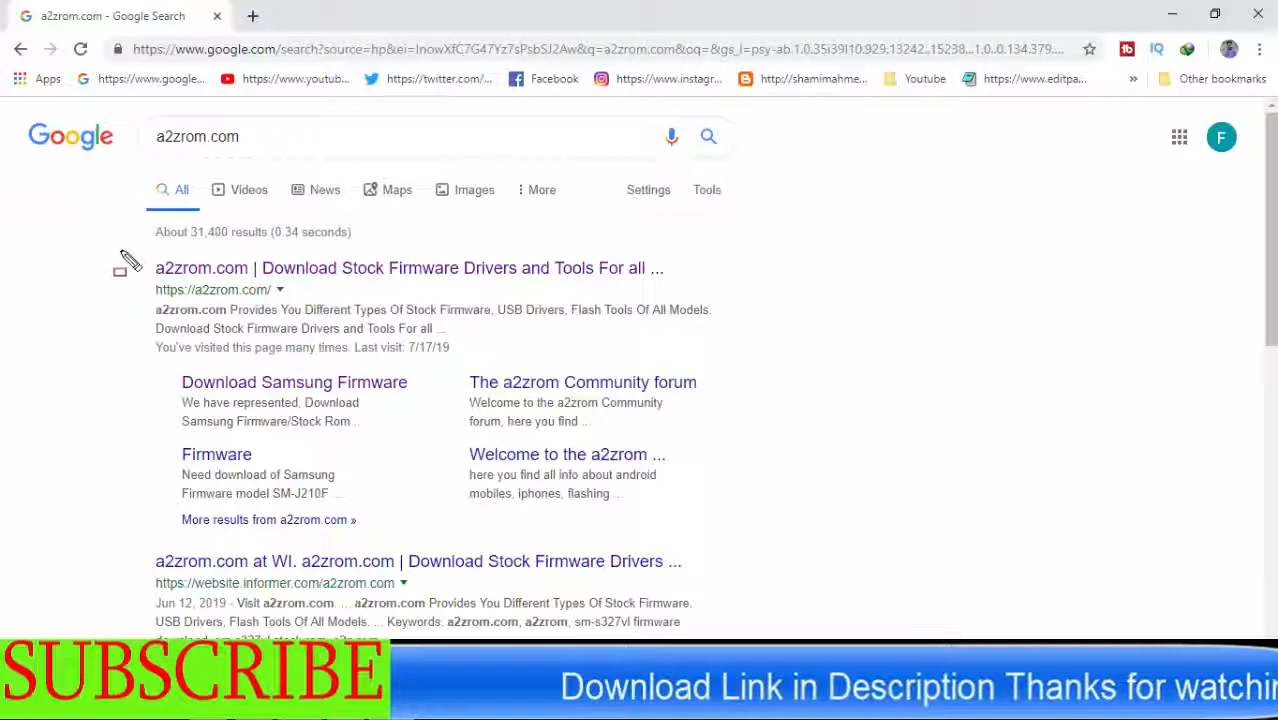 a2zrom.com - Google Search
https://www.google.com/search?source=hp&ei=InowXfC7G47Yz7sPsbSJ2Aw&q=a2zrom.com&oq=&gs_l=psy-ab.1.0.35i39l10.929.13242..15238...1.0..0.134.379....
Apps
https://www.google...
https://www.youtub...
https://twitter.com/...
Facebook
https://www.instagr...
http://shamimahme...
Youtube
https://www.editpa...
»
Other bookmarks
Google
a2zrom.com
F
All
Videos
News
Maps
Images
More
Settings
Tools
About 31,400 results (0.34 seconds)
a2zrom.com | Download Stock Firmware Drivers and Tools For all ...
https://a2zrom.com/
a2zrom.com Provides You Different Types Of Stock Firmware, USB Drivers, Flash Tools Of All Models.
Download Stock Firmware Drivers and Tools For all ...
You've visited this page many times. Last visit: 7/17/19
Download Samsung Firmware
We have represented, Download
Samsung Firmware/Stock Rom ...
The a2zrom Community forum
Welcome to the a2zrom Community
forum, here you find ...
Firmware
Need download of Samsung
Firmware model SM-J210F ...
Welcome to the a2zrom ...
here you find all info about android
mobiles, iphones, flashing ...
More results from a2zrom.com »
a2zrom.com at WI. a2zrom.com | Download Stock Firmware Drivers ...
https://website.informer.com/a2zrom.com
Jun 12, 2019 - Visit a2zrom.com. ... a2zrom.com Provides You Different Types Of Stock Firmware.
USB Drivers, Flash Tools Of All Models. ... Keywords: a2zrom.com, a2zrom, sm-s327vl firmware
SUBSCRIBE
Download Link in Description Thanks for watchin